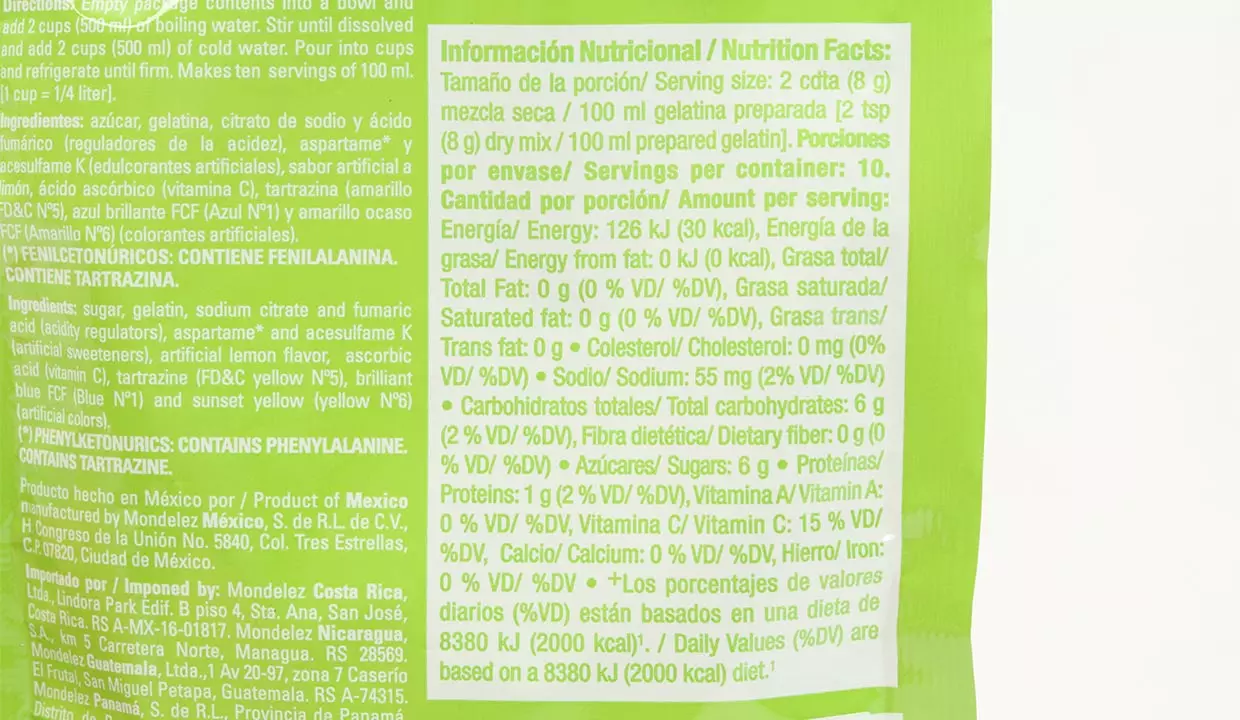 Directions: Empty package contents into a bowl and
add 2 cups (500 ml) of boiling water. Stir until dissolved
and add 2 cups (500 ml) of cold water. Pour into cups
and refrigerate until firm. Makes ten servings of 100 ml.
[1 cup = 1/4 liter].
Ingredientes: azúcar, gelatina, citrato de sodio y ácido
fumárico (reguladores de la acidez), aspartame* y
acesulfame K (edulcorantes artificiales), sabor artificial a
limón, ácido ascórbico (vitamina C), tartrazina (amarillo
FD&C Nº5), azul brillante FCF (Azul Nº1) y amarillo ocaso
FCF (Amarillo Nº6) (colorantes artificiales).
(*) FENILCETONÚRICOS: CONTIENE FENILALANINA.
CONTIENE TARTRAZINA.
Ingredients: sugar, gelatin, sodium citrate and fumaric
acid (acidity regulators), aspartame* and acesulfame K
(artificial sweeteners), artificial lemon flavor, ascorbic
acid (vitamin C), tartrazine (FD&C yellow Nº5), brilliant
blue FCF (Blue Nº1) and sunset yellow (yellow Nº6)
(artificial colors).
(*) PHENYLKETONURICS: CONTAINS PHENYLALANINE.
CONTAINS TARTRAZINE.
Producto hecho en México por / Product of Mexico
manufactured by Mondelez México, S. de R.L. de C.V.,
H Congreso de la Unión No. 5840, Col. Tres Estrellas,
C.P. 07820, Ciudad de México.
Importado por / Imponed by: Mondelez Costa Rica,
Ltda., Lindora Park Edif. B piso 4, Sta. Ana, San José,
Costa Rica. RS A-MX-16-01817. Mondelez Nicaragua,
S.A., km 5 Carretera Norte, Managua. RS 28569.
Mondelez Guatemala, Ltda.,1 Av 20-97, zona 7 Caserío
El Frutal, San Miguel Petapa, Guatemala. RS A-74315.
Mondelez Panamá, S. de R.L., Provincia de Panamá,
Distrito de
Información Nutricional / Nutrition Facts:
Tamaño de la porción/ Serving size: 2 cdta (8 g)
mezcla seca / 100 ml gelatina preparada [2 tsp
(8 g) dry mix / 100 ml prepared gelatin]. Porciones
por envase/ Servings per container: 10.
Cantidad por porción/ Amount per serving:
Energía/ Energy: 126 kJ (30 kcal), Energía de la
grasa/ Energy from fat: 0 kJ (0 kcal), Grasa total/
Total Fat: 0 g (0 % VD/ %DV), Grasa saturada/
Saturated fat: 0 g (0 % VD/ %DV), Grasa trans/
Trans fat: 0 g • Colesterol/ Cholesterol: 0 mg (0%
VD/ %DV) • Sodio/ Sodium: 55 mg (2% VD/ %DV)
• Carbohidratos totales/ Total carbohydrates: 6 g
(2 % VD/ %DV), Fibra dietética/ Dietary fiber: 0 g (0
% VD/ %DV) • Azúcares/ Sugars: 6 g • Proteínas/
Proteins: 1 g (2 % VD/ %DV), Vitamina A/ Vitamin A:
0 % VD/ %DV, Vitamina C/ Vitamin C: 15 % VD/
%DV, Calcio/ Calcium: 0 % VD/ %DV, Hierro/ Iron:
0 % VD/ %DV • +Los porcentajes de valores
diarios (%VD) están basados en una dieta de
8380 kJ (2000 kcal)¹. / Daily Values (%DV) are
based on a 8380 kJ (2000 kcal) diet.¹